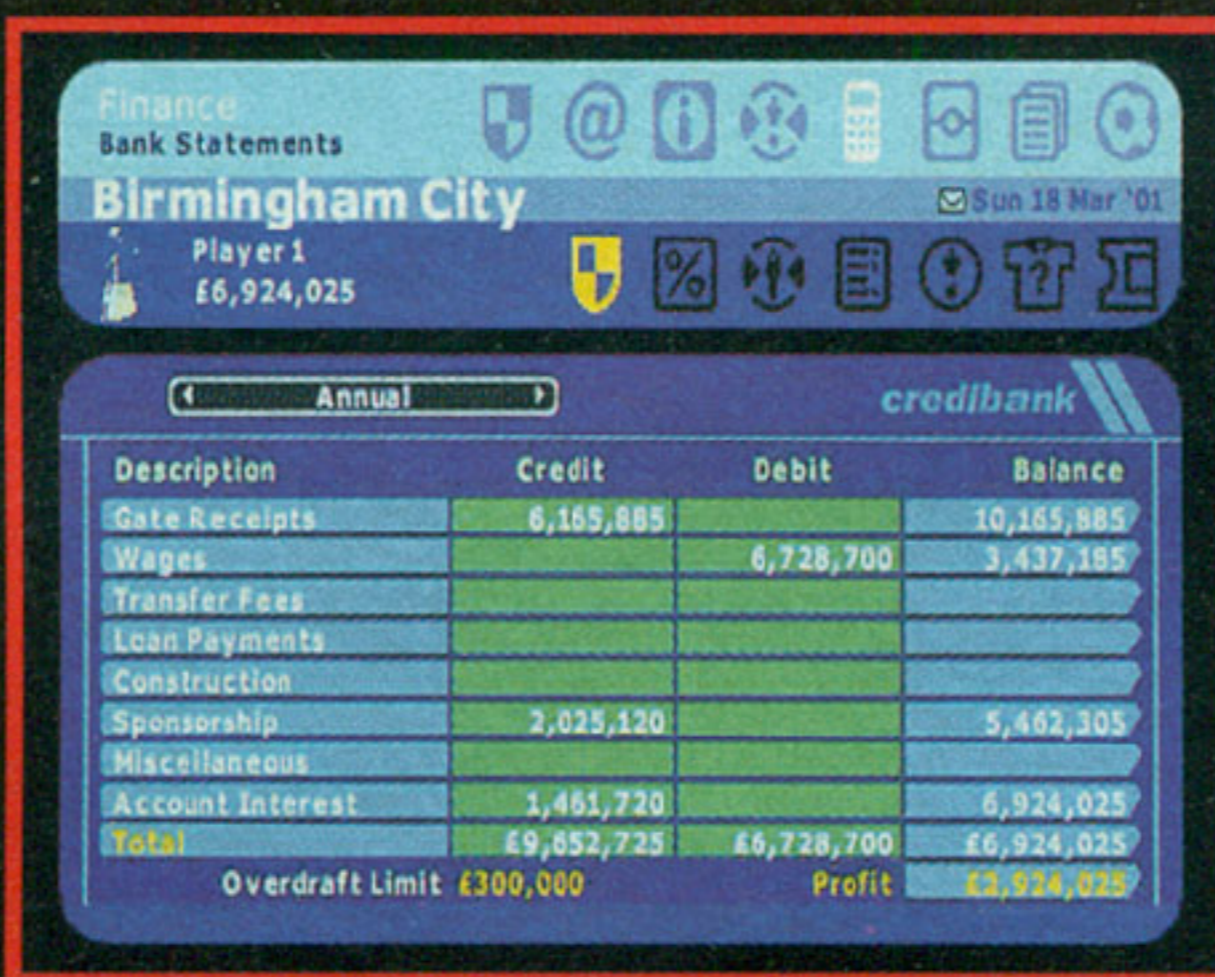 Finance
Bank Statements
Birmingham City
Sun 18 Mar '01
Player 1
£6,924,025
Annual
credibank
Description Credit Debit Balance
Gate Receipts 6,165,885 10,165,885
Wages 6,728,700 3,437,185
Transfer Fees
Loan Payments
Construction
Sponsorship 2,025,120 5,462,305
Miscellaneous
Account Interest 1,461,720 6,924,025
Total £9,652,725 £6,728,700 £6,924,025
Overdraft Limit £300,000 Profit £2,924,025